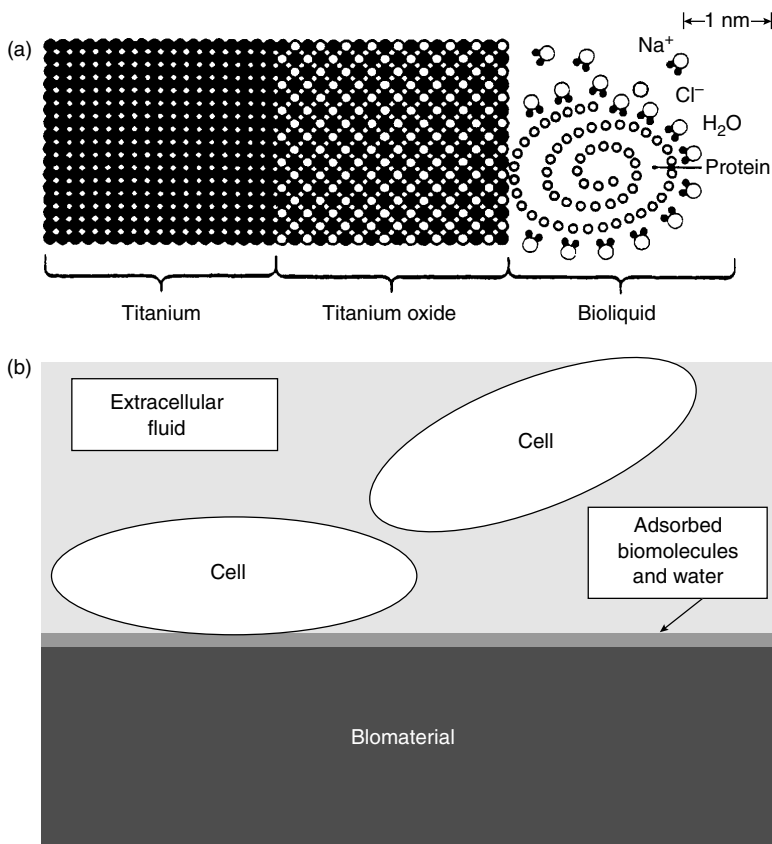 (a)
1 nm
Na⁺
Cl⁻
H₂O
Protein
Titanium
Titanium oxide
Bioliquid
(b)
Extracellular
fluid
Cell
Cell
Adsorbed
biomolecules
and water
Blomaterial